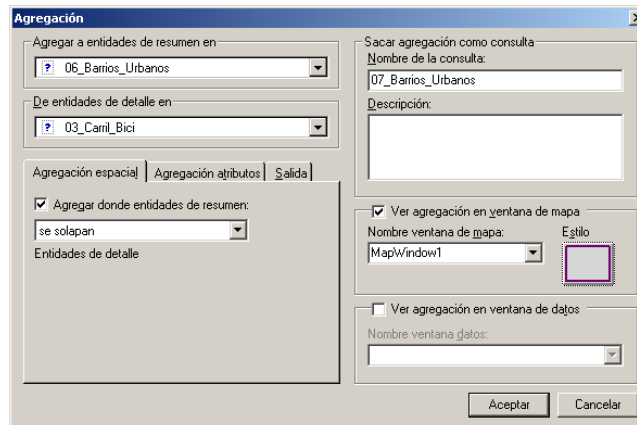 Agregación
Agregar a entidades de resumen en
06_Barrios_Urbanos
De entidades de detalle en
03_Carril_Bici
Agregación espacial
Agregación atributos
Salida
Agregar donde entidades de resumen:
se solapan
Entidades de detalle
Sacar agregación como consulta
Nombre de la consulta:
07_Barrios_Urbanos
Descripción:
Ver agregación en ventana de mapa
Nombre ventana de mapa:
Estilo
MapWindow1
Ver agregación en ventana de datos
Nombre ventana datos:
Aceptar
Cancelar